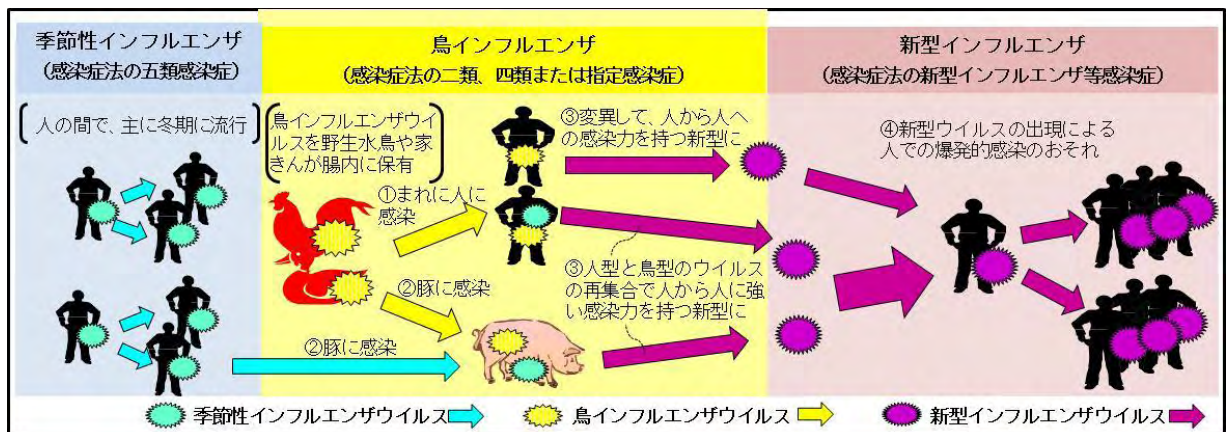 季節性インフルエンザ
(感染症法の五類感染症)
鳥インフルエンザ
(感染症法の二類、四類または指定感染症)
新型インフルエンザ
(感染症法の新型インフルエンザ等感染症)
人の間で、主に冬期に流行
鳥インフルエンザウイ
ルスを野生水鳥や家
きんが腸内に保有
①まれに人に
感染
②豚に感染
②豚に感染
③変異して、人から人へ
の感染力を持つ新型に
③人型と鳥型のウイルス
の再集合で人から人に強
い感染力を持つ新型に
④新型ウイルスの出現による
人での爆発的感染のおそれ
季節性インフルエンザウイルス
鳥インフルエンザウイルス
新型インフルエンザウイルス